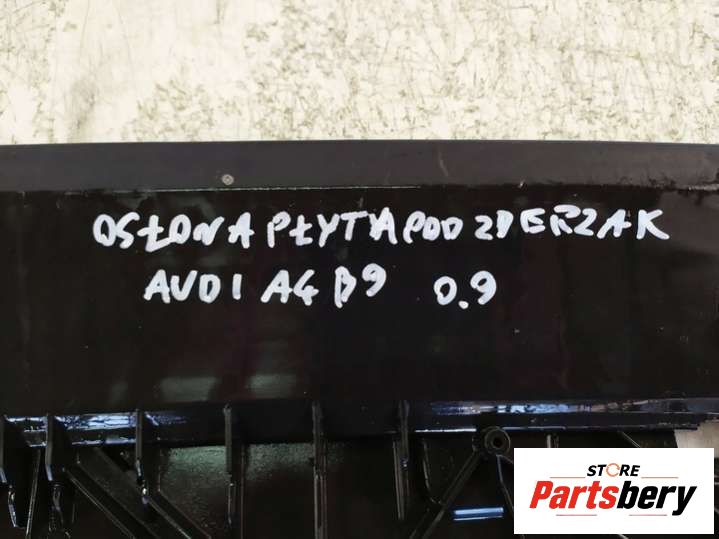 OSŁONA PŁYTA POD ZDERZAK
AUDI A4 B9 0.9
STORE
Partsbery